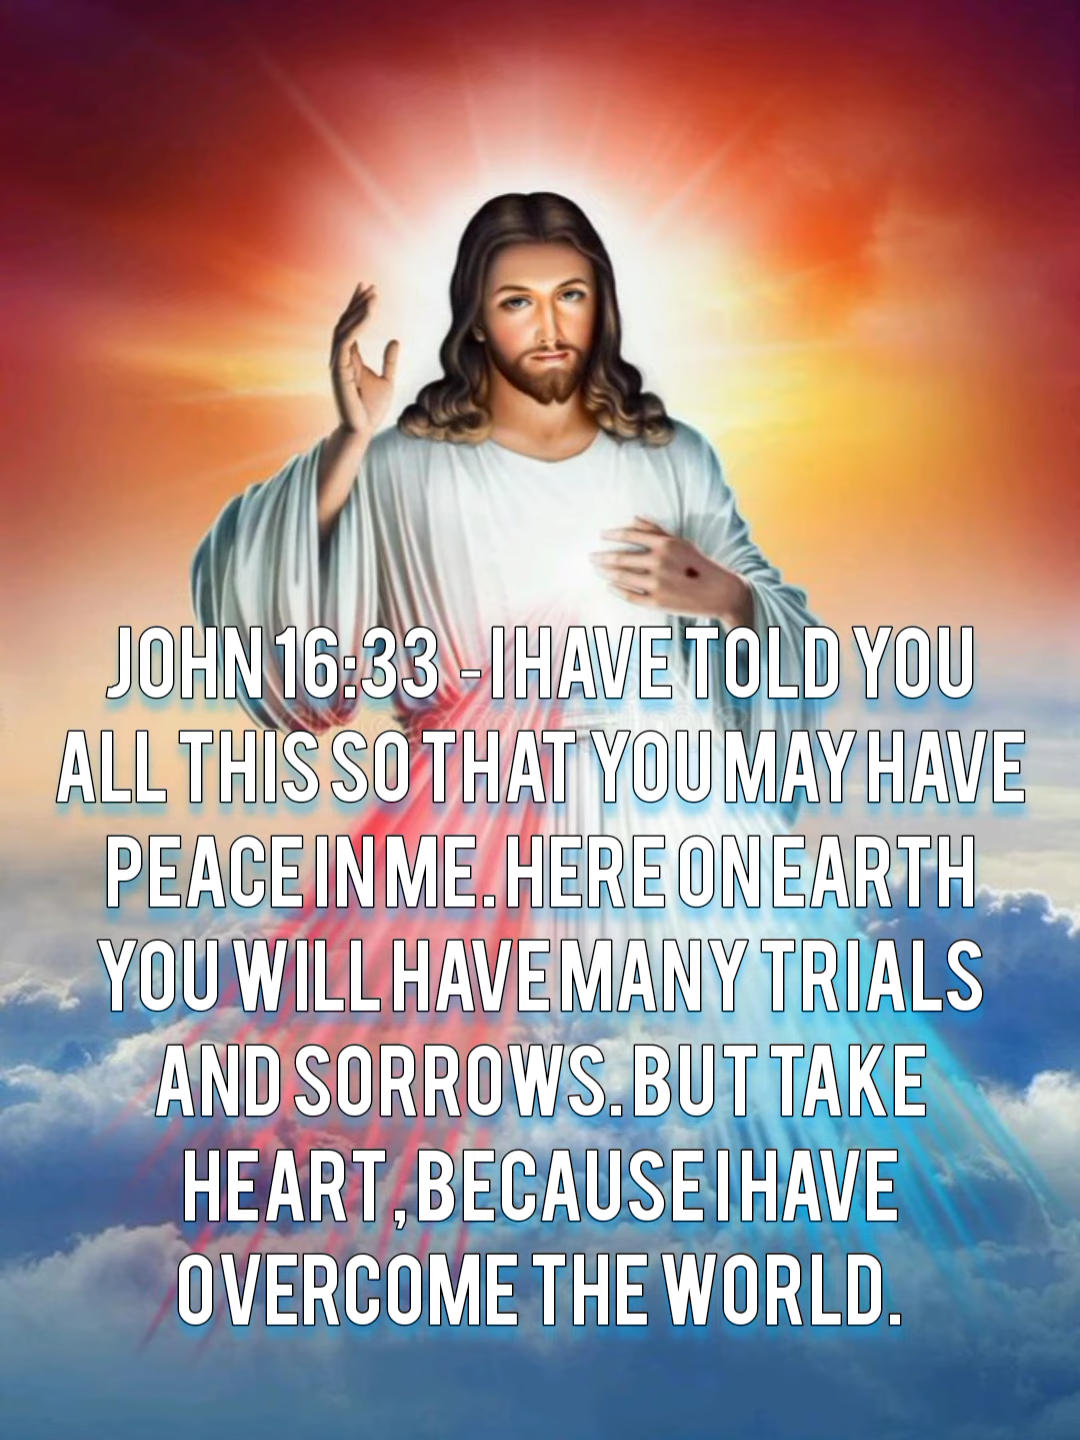 JOHN 16:33 - I HAVE TOLD YOU
ALL THIS SO THAT YOU MAY HAVE
PEACE IN ME. HERE ON EARTH
YOU WILL HAVE MANY TRIALS
AND SORROWS. BUT TAKE
HEART, BECAUSE I HAVE
OVERCOME THE WORLD.